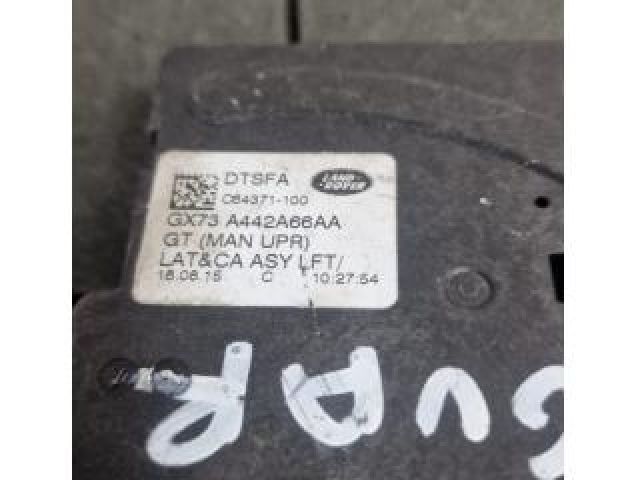 DTSFA
LAND ROVER
C64371-100
GX73 A442A66AA
GT (MAN UPR)
LAT&CA ASY LFT/
18.08.15 C 10:27:54